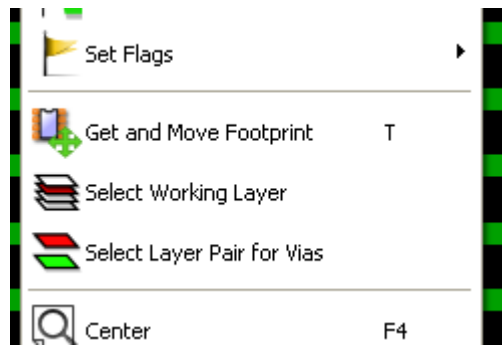 Set Flags
Get and Move Footprint T
Select Working Layer
Select Layer Pair for Vias
Center F4